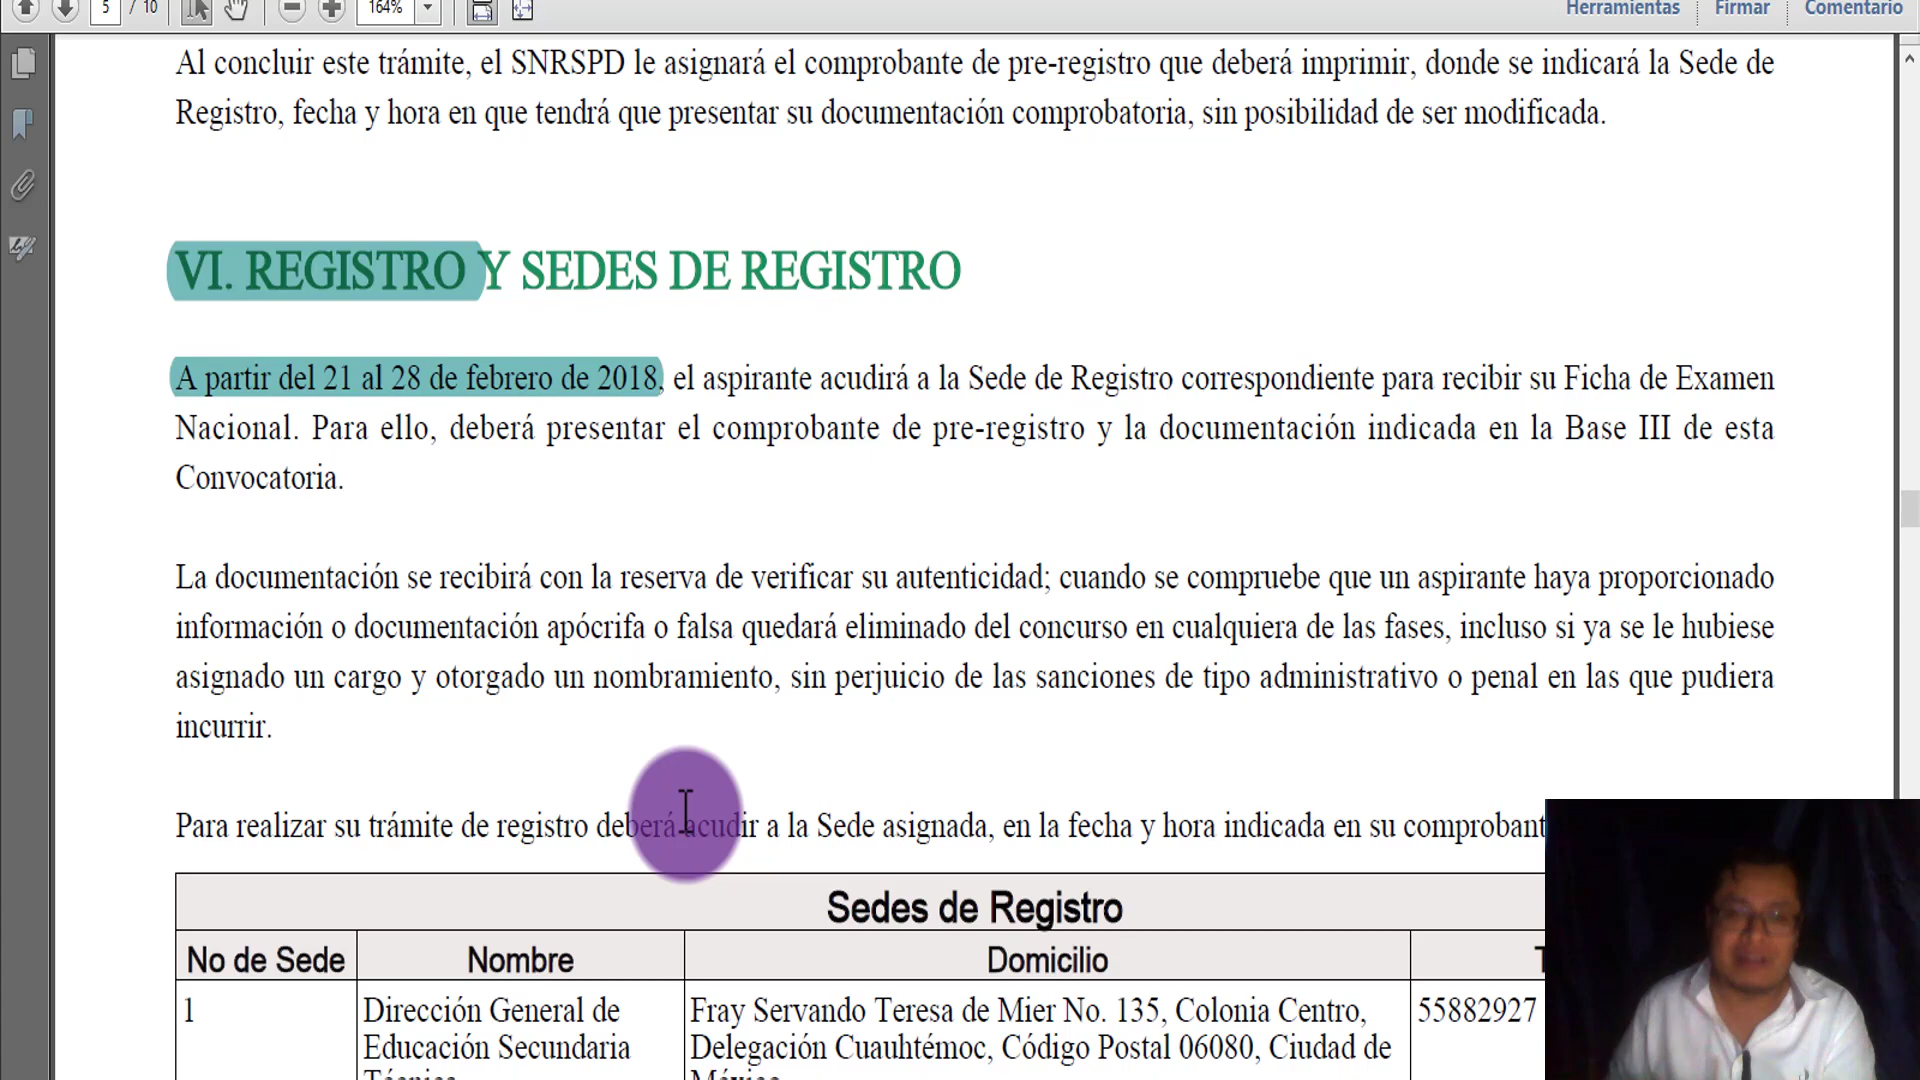 5 / 10
164%
Herramientas
Firmar
Comentario
Al concluir este trámite, el SNRSPD le asignará el comprobante de pre-registro que deberá imprimir, donde se indicará la Sede de
Registro, fecha y hora en que tendrá que presentar su documentación comprobatoria, sin posibilidad de ser modificada.
VI. REGISTRO Y SEDES DE REGISTRO
A partir del 21 al 28 de febrero de 2018, el aspirante acudirá a la Sede de Registro correspondiente para recibir su Ficha de Examen
Nacional. Para ello, deberá presentar el comprobante de pre-registro y la documentación indicada en la Base III de esta
Convocatoria.
La documentación se recibirá con la reserva de verificar su autenticidad; cuando se compruebe que un aspirante haya proporcionado
información o documentación apócrifa o falsa quedará eliminado del concurso en cualquiera de las fases, incluso si ya se le hubiese
asignado un cargo y otorgado un nombramiento, sin perjuicio de las sanciones de tipo administrativo o penal en las que pudiera
incurrir.
Para realizar su trámite de registro deberá acudir a la Sede asignada, en la fecha y hora indicada en su comprobant
Sedes de Registro
No de Sede
Nombre
Domicilio
1
Dirección General de
Educación Secundaria
Fray Servando Teresa de Mier No. 135, Colonia Centro,
Delegación Cuauhtémoc, Código Postal 06080, Ciudad de
55882927